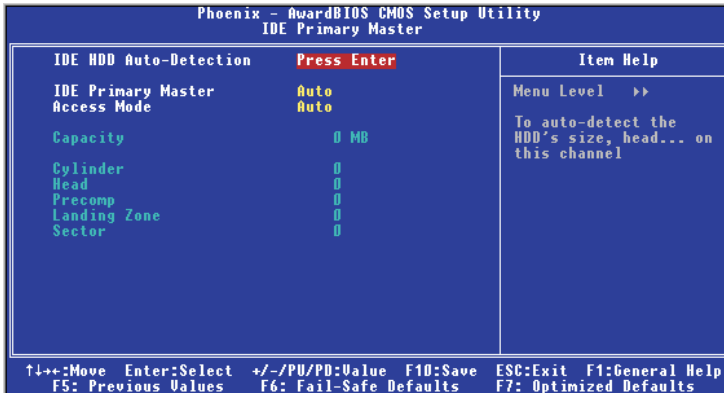 Phoenix - AwardBIOS CMOS Setup Utility
IDE Primary Master
IDE HDD Auto-Detection Press Enter
IDE Primary Master Auto
Access Mode Auto
Capacity 0 MB
Cylinder 0
Head 0
Precomp 0
Landing Zone 0
Sector 0
Item Help
Menu Level ►►
To auto-detect the
HDD's size, head... on
this channel
↑↓→←:Move Enter:Select +/-/PU/PD:Value F10:Save ESC:Exit F1:General Help
F5: Previous Values F6: Fail-Safe Defaults F7: Optimized Defaults